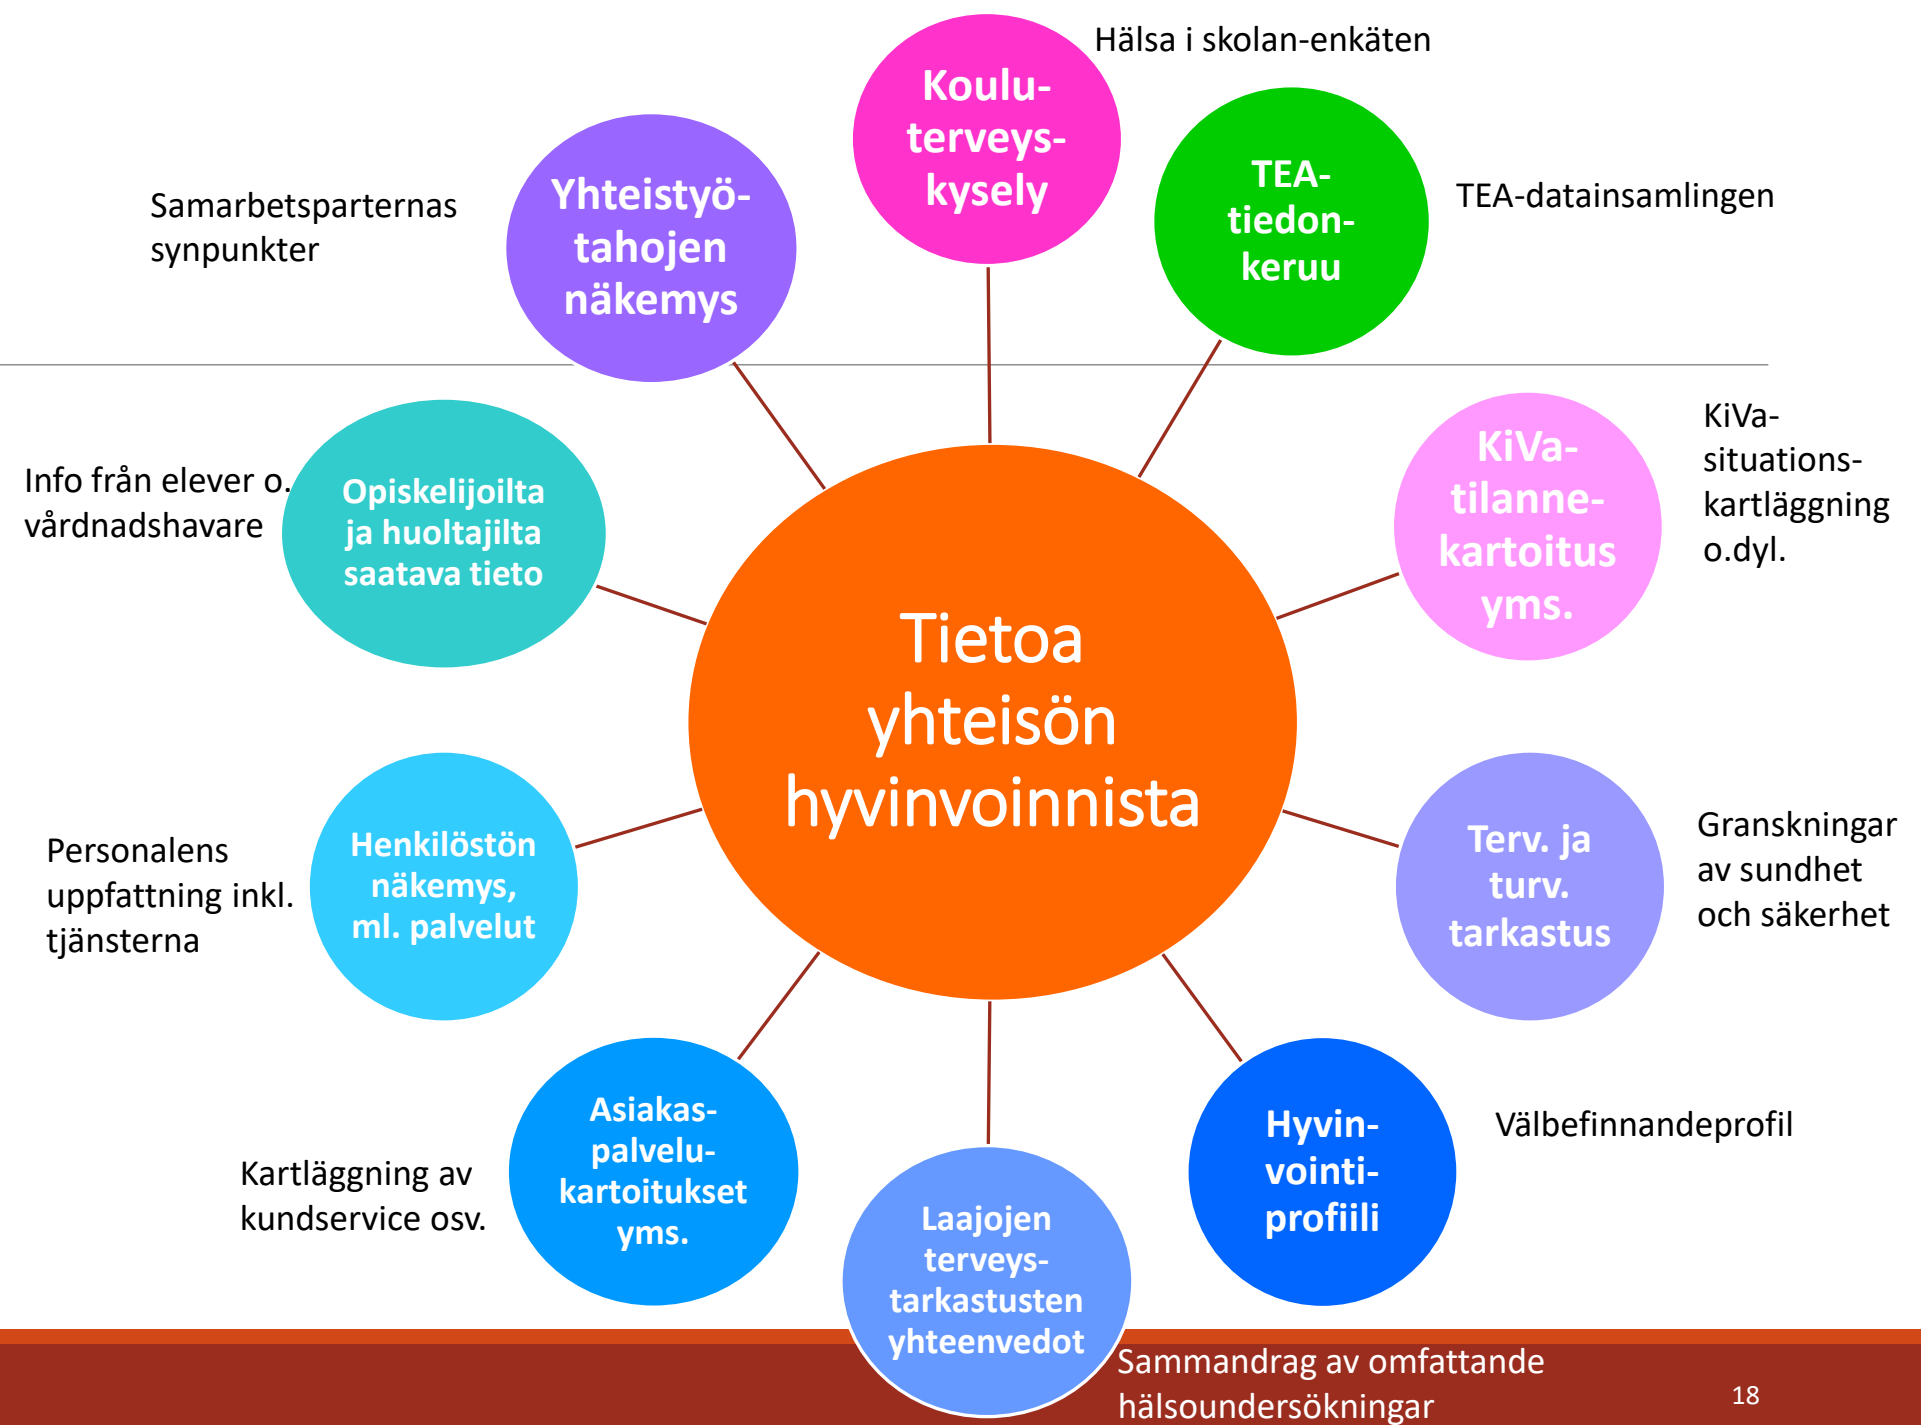 Hälsa i skolan-enkäten
Koulu-
terveys-
kysely
TEA-
tiedon-
keruu
TEA-datainsamlingen
KiVa-
tilanne-
kartoitus
yms.
KiVa-
situations-
kartläggning
o.dyl.
Terv. ja
turv.
tarkastus
Granskningar
av sundhet
och säkerhet
Hyvin-
vointi-
profiili
Välbefinnandeprofil
Laajojen
terveys-
tarkastusten
yhteenvedot
Sammandrag av omfattande
hälsoundersökningar
Asiakas-
palvelu-
kartoitukset
yms.
Kartläggning av
kundservice osv.
Henkilöstön
näkemys,
ml. palvelut
Personalens
uppfattning inkl.
tjänsterna
Opiskelijoilta
ja huoltajilta
saatava tieto
Info från elever o.
vårdnadshavare
Yhteistyö-
tahojen
näkemys
Samarbetsparternas
synpunkter
Tietoa
yhteisön
hyvinvoinnista
18